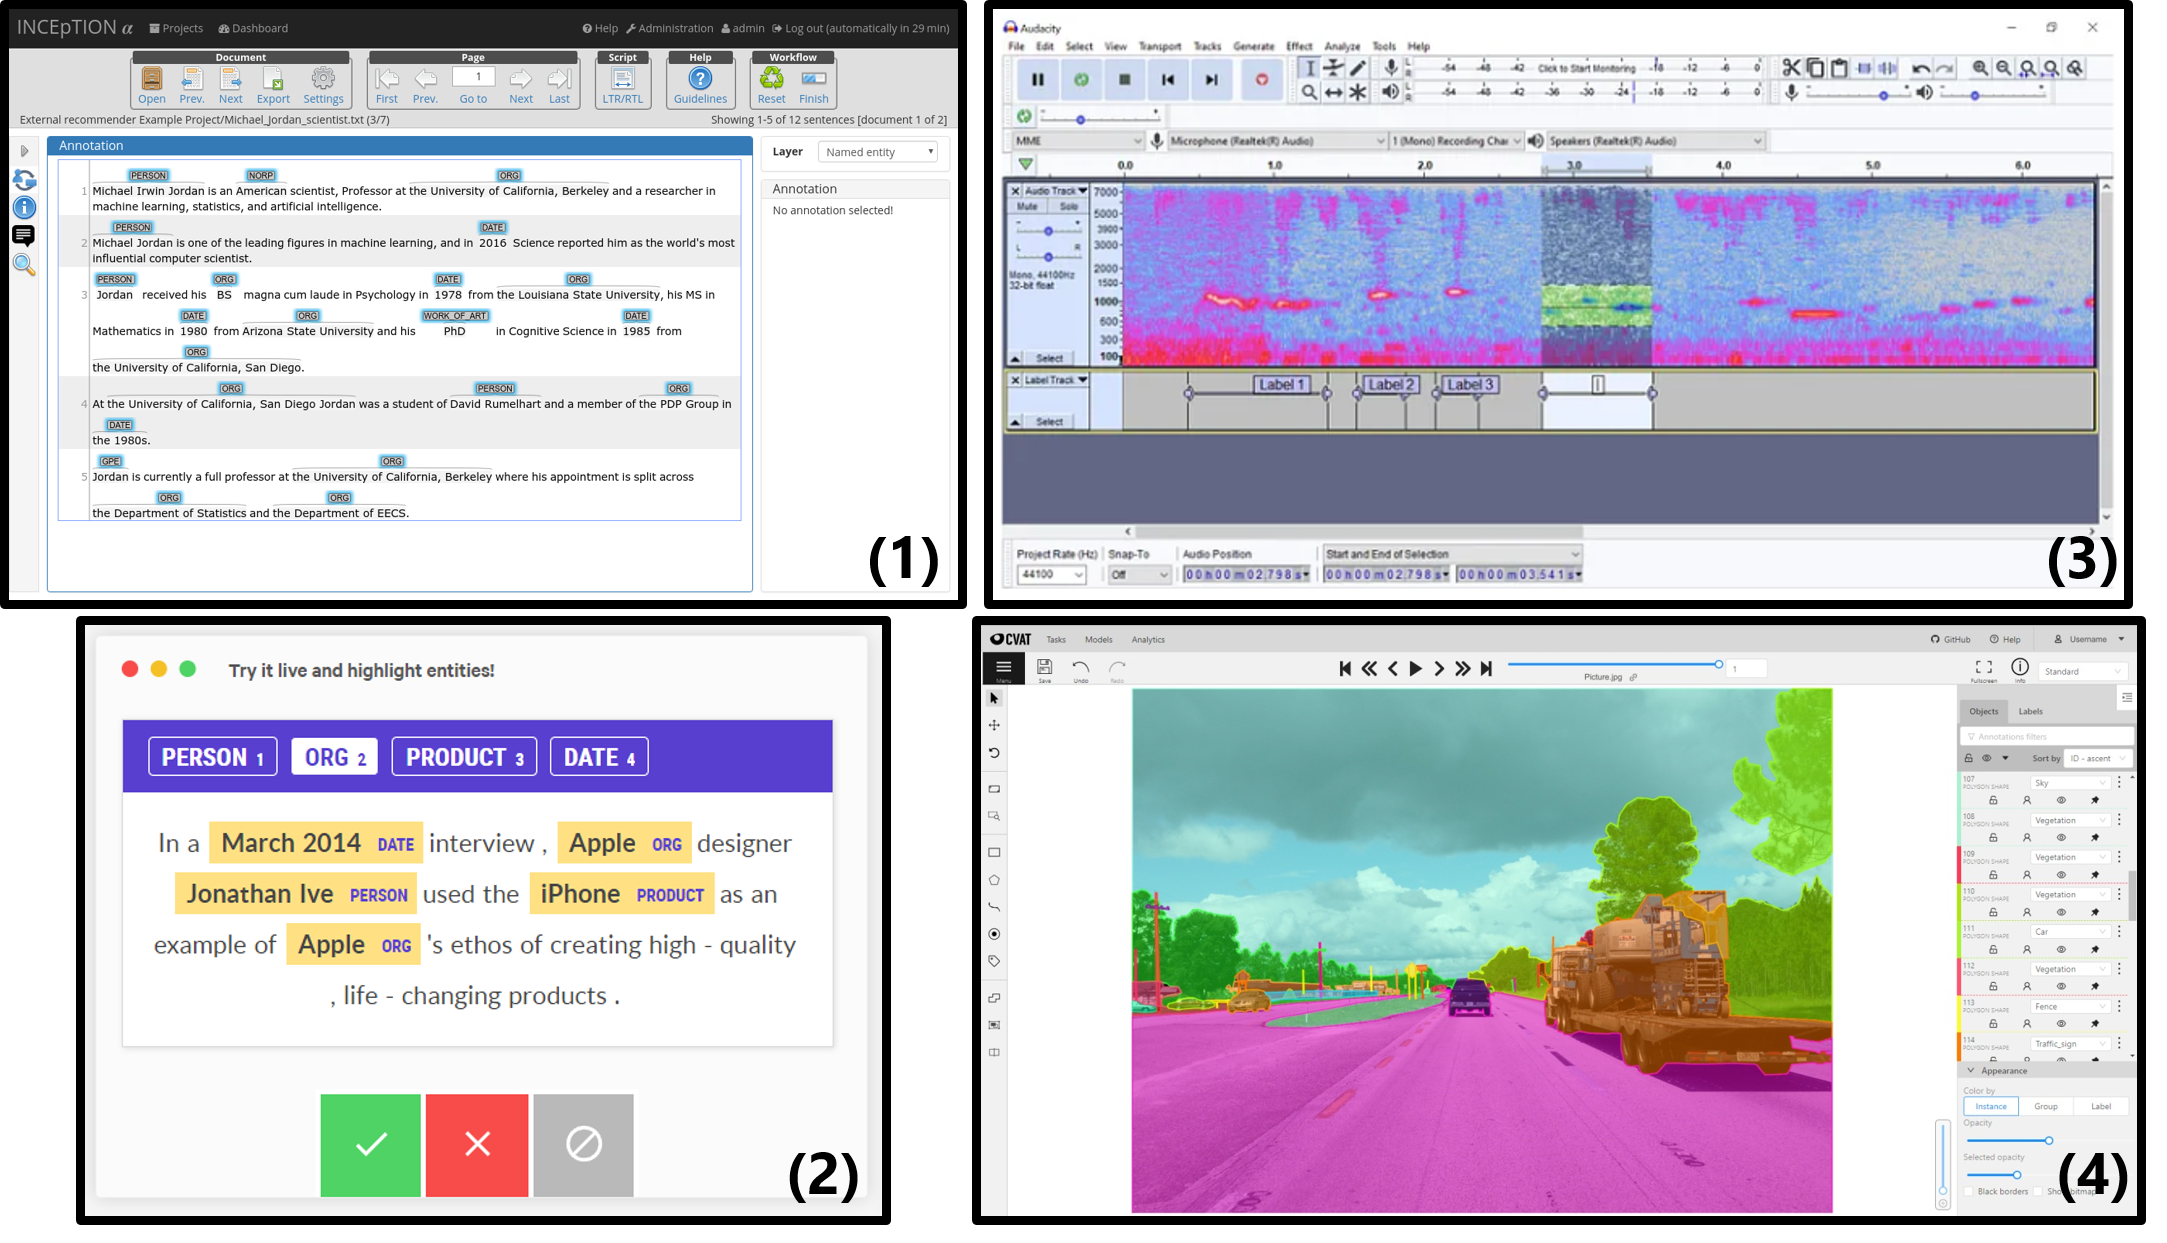 INCEpTION α Projects Dashboard Help Administration admin Log out (automatically in 29 min)
Document Page Script Help Workflow
1
Open Prev. Next Export Settings First Prev. Go to Next Last LTR/RTL Guidelines Reset Finish
External recommender Example Project/Michael_Jordan_scientist.txt (3/7) Showing 1-5 of 12 sentences [document 1 of 2]
Annotation
Layer Named entity
Annotation
No annotation selected!
PERSON NORP ORG
1 Michael Irwin Jordan is an American scientist, Professor at the University of California, Berkeley and a researcher in
machine learning, statistics, and artificial intelligence.
PERSON DATE
2 Michael Jordan is one of the leading figures in machine learning, and in 2016 Science reported him as the world's most
influential computer scientist.
PERSON ORG DATE ORG
3 Jordan received his BS magna cum laude in Psychology in 1978 from the Louisiana State University, his MS in
DATE ORG WORK_OF_ART DATE
Mathematics in 1980 from Arizona State University and his PhD in Cognitive Science in 1985 from
ORG
the University of California, San Diego.
ORG PERSON ORG
4 At the University of California, San Diego Jordan was a student of David Rumelhart and a member of the PDP Group in
DATE
the 1980s.
GPE ORG
5 Jordan is currently a full professor at the University of California, Berkeley where his appointment is split across
ORG ORG
the Department of Statistics and the Department of EECS.
(1)
Audacity
File Edit Select View Transport Tracks Generate Effect Analyze Tools Help
L R -54 -48 -42 Click to Start Monitoring -18 -12 -6 0
L R -54 -48 -42 -36 -30 -24 -18 -12 -6 0
MME Microphone (Realtek(R) Audio) 1 (Mono) Recording Chai Speakers (Realtek(R) Audio)
0.0 1.0 2.0 3.0 4.0 5.0 6.0
Audio Track
Mute Solo
- +
L R
Mono, 44100Hz
32-bit float
Select
7000
5000
3900
3000
2000
1500
1000
600
300
100
Label Track
Label 1 Label 2 Label 3
Select
Project Rate (Hz) Snap-To Audio Position Start and End of Selection
44100 Off 00 h 00 m 02.798 s 00 h 00 m 02.798 s 00 h 00 m 03.541 s
(3)
Try it live and highlight entities!
PERSON 1 ORG 2 PRODUCT 3 DATE 4
In a March 2014 DATE interview , Apple ORG designer
Jonathan Ive PERSON used the iPhone PRODUCT as an
example of Apple ORG 's ethos of creating high - quality
, life - changing products .
(2)
CVAT Tasks Models Analytics GitHub Help Username
Menu Save Undo Redo 1 Fullscreen Info Standard
Picture.jpg
Objects Labels
Annotations filters
Sort by ID - ascent
107 Sky
POLYGON SHAPE
108 Vegetation
POLYGON SHAPE
109 Vegetation
POLYGON SHAPE
110 Vegetation
POLYGON SHAPE
111 Car
POLYGON SHAPE
112 Vegetation
POLYGON SHAPE
113 Fence
POLYGON SHAPE
114 Traffic_sign
POLYGON SHAPE
Appearance
Color by
Instance Group Label
Opacity
Selected opacity
Black borders
(4)